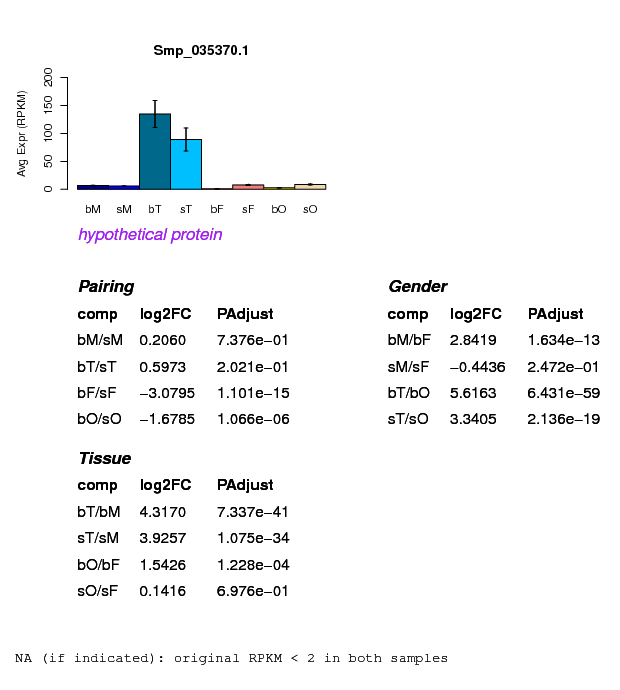 Smp_035370.1
Avg Expr (RPKM)
200
150
100
50
0
bM sM bT sT bF sF bO sO
hypothetical protein
Pairing
comp log2FC PAdjust
bM/sM 0.2060 7.376e−01
bT/sT 0.5973 2.021e−01
bF/sF −3.0795 1.101e−15
bO/sO −1.6785 1.066e−06
Gender
comp log2FC PAdjust
bM/bF 2.8419 1.634e−13
sM/sF −0.4436 2.472e−01
bT/bO 5.6163 6.431e−59
sT/sO 3.3405 2.136e−19
Tissue
comp log2FC PAdjust
bT/bM 4.3170 7.337e−41
sT/sM 3.9257 1.075e−34
bO/bF 1.5426 1.228e−04
sO/sF 0.1416 6.976e−01
NA (if indicated): original RPKM < 2 in both samples